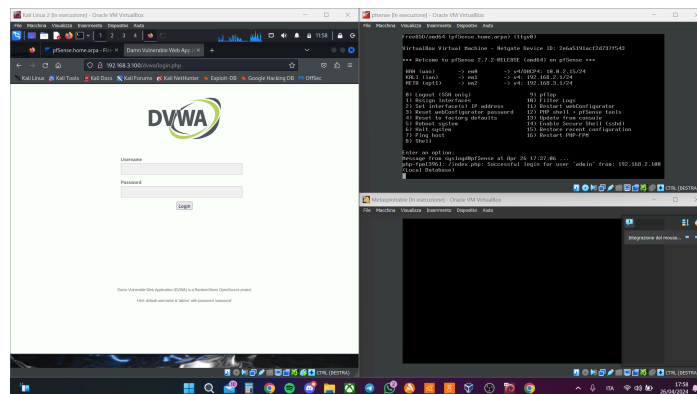 Kali Linux 2 [In esecuzione] - Oracle VM VirtualBox
File Macchina Visualizza Inserimento Dispositivi Aiuto
1 2 3 4
11:58
pfSense.home.arpa - Fire
Damn Vulnerable Web App (
192.168.3.100/dvwa/login.php
Kali Linux Kali Tools Kali Docs Kali Forums Kali NetHunter Exploit-DB Google Hacking DB OffSec
DVWA
Username
Password
Login
Damn Vulnerable Web Application (DVWA) is a RandomStorm OpenSource project
Hint: default username is 'admin' with password 'password'
CTRL (DESTRA)
pfsense [In esecuzione] - Oracle VM VirtualBox
File Macchina Visualizza Inserimento Dispositivi Aiuto
FreeBSD/amd64 (pfSense.home.arpa) (ttyv0)
VirtualBox Virtual Machine - Netgate Device ID: 2e6a5191acf2d737f543
*** Welcome to pfSense 2.7.2-RELEASE (amd64) on pfSense ***
WAN (wan) -> em0 -> v4/DHCP4: 10.0.2.15/24
KALI (lan) -> em1 -> v4: 192.168.2.1/24
META (opt1) -> em2 -> v4: 192.168.3.1/24
0) Logout (SSH only) 9) pfTop
1) Assign Interfaces 10) Filter Logs
2) Set interface(s) IP address 11) Restart webConfigurator
3) Reset webConfigurator password 12) PHP shell + pfSense tools
4) Reset to factory defaults 13) Update from console
5) Reboot system 14) Enable Secure Shell (sshd)
6) Halt system 15) Restore recent configuration
7) Ping host 16) Restart PHP-FPM
8) Shell
Enter an option:
Message from syslogd@pfSense at Apr 26 17:37:06 ...
php-fpm[396]: /index.php: Successful login for user 'admin' from: 192.168.2.100
(Local Database)
CTRL (DESTRA)
Metasploitable [In esecuzione] - Oracle VM VirtualBox
File Macchina Visualizza Inserimento Dispositivi Aiuto
Integrazione del mouse...
CTRL (DESTRA)
ITA
17:58
26/04/2024